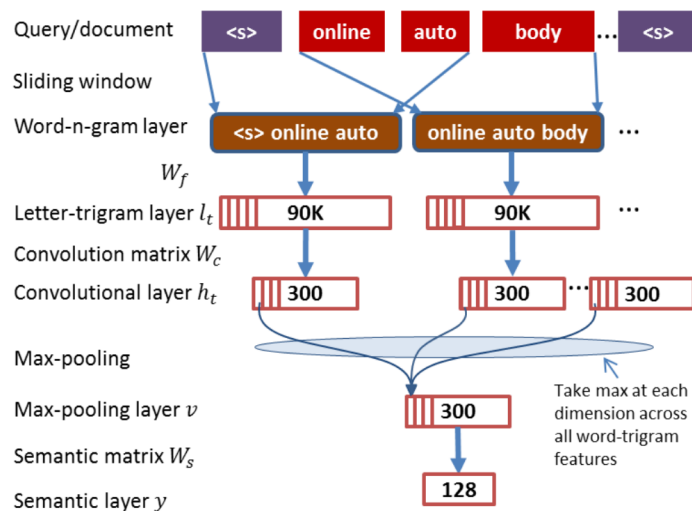 Query/document <s> online auto body ... <s>
Sliding window
Word-n-gram layer <s> online auto online auto body ...
W_f
Letter-trigram layer l_t 90K 90K ...
Convolution matrix W_c
Convolutional layer h_t 300 300 ... 300
Max-pooling
Take max at each
dimension across
all word-trigram
features
Max-pooling layer v 300
Semantic matrix W_s
Semantic layer y 128